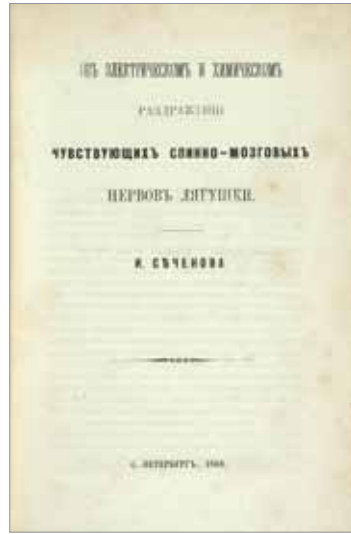 ОБЪ ЭЛЕКТРИЧЕСКОМЪ И ХИМИЧЕСКОМЪ
РАЗДРАЖЕНІИ
ЧУВСТВУЮЩИХЪ СПИННО-МОЗГОВЫХЪ
НЕРВОВЪ ЛЯГУШКИ.
И. СѢЧЕНОВА
С. ПЕТЕРБУРГЪ,